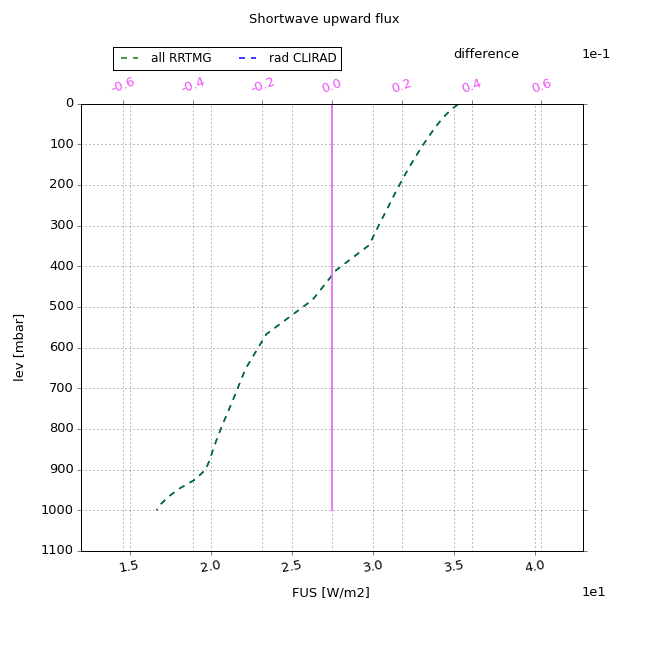 Shortwave upward flux
all RRTMG rad CLIRAD
difference 1e-1
-0.6 -0.4 -0.2 0.0 0.2 0.4 0.6
0
100
200
300
400
500
600
700
800
900
1000
1100
lev [mbar]
1.5 2.0 2.5 3.0 3.5 4.0
FUS [W/m2] 1e1